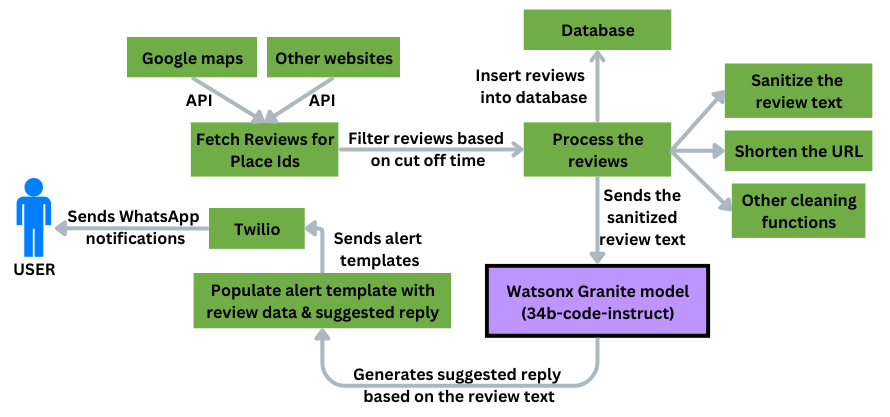 Database
Google maps
Other websites
Insert reviews
into database
Sanitize the
review text
API
API
Fetch Reviews for
Place Ids
Filter reviews based
on cut off time
Process the
reviews
Shorten the URL
Other cleaning
functions
Sends the
sanitized
review text
Sends WhatsApp
notifications
Twilio
Sends alert
templates
USER
Populate alert template with
review data & suggested reply
Watsonx Granite model
(34b-code-instruct)
Generates suggested reply
based on the review text